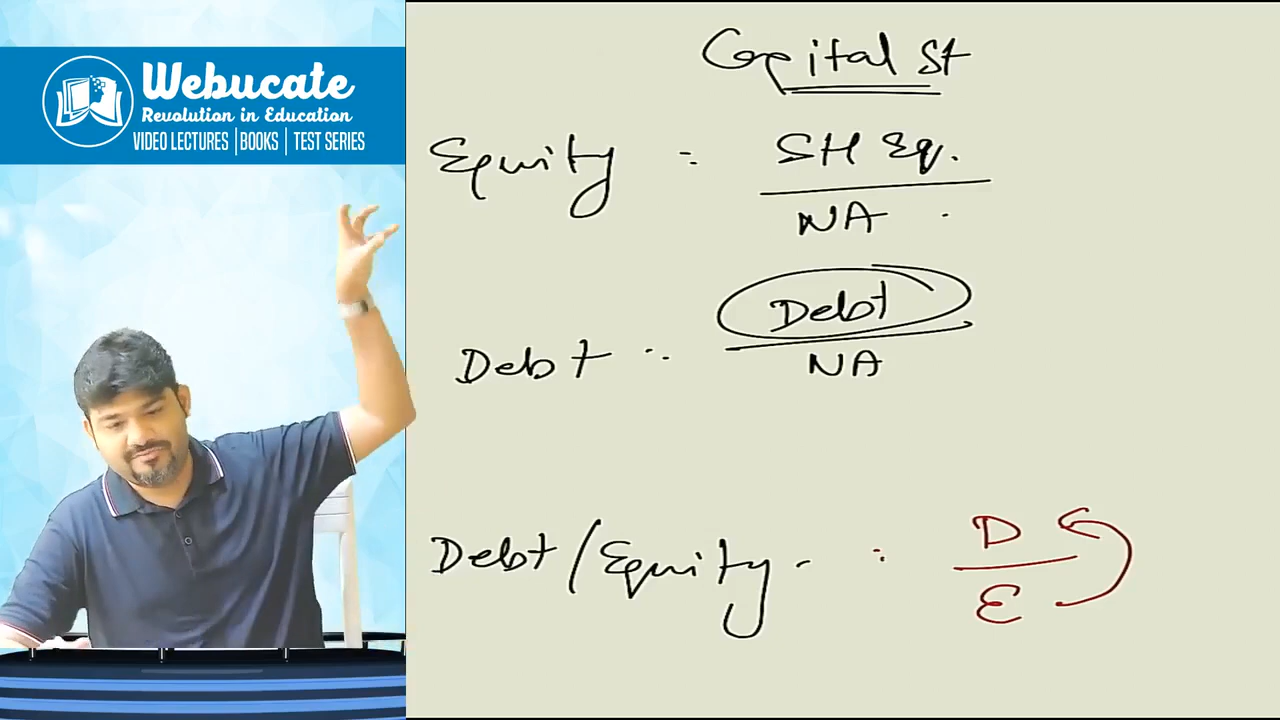 Webucate
Revolution in Education
VIDEO LECTURES | BOOKS | TEST SERIES
Capital St
Equity : SH Eq.
NA
Debt : Debt
NA
Debt/Equity - : D
E